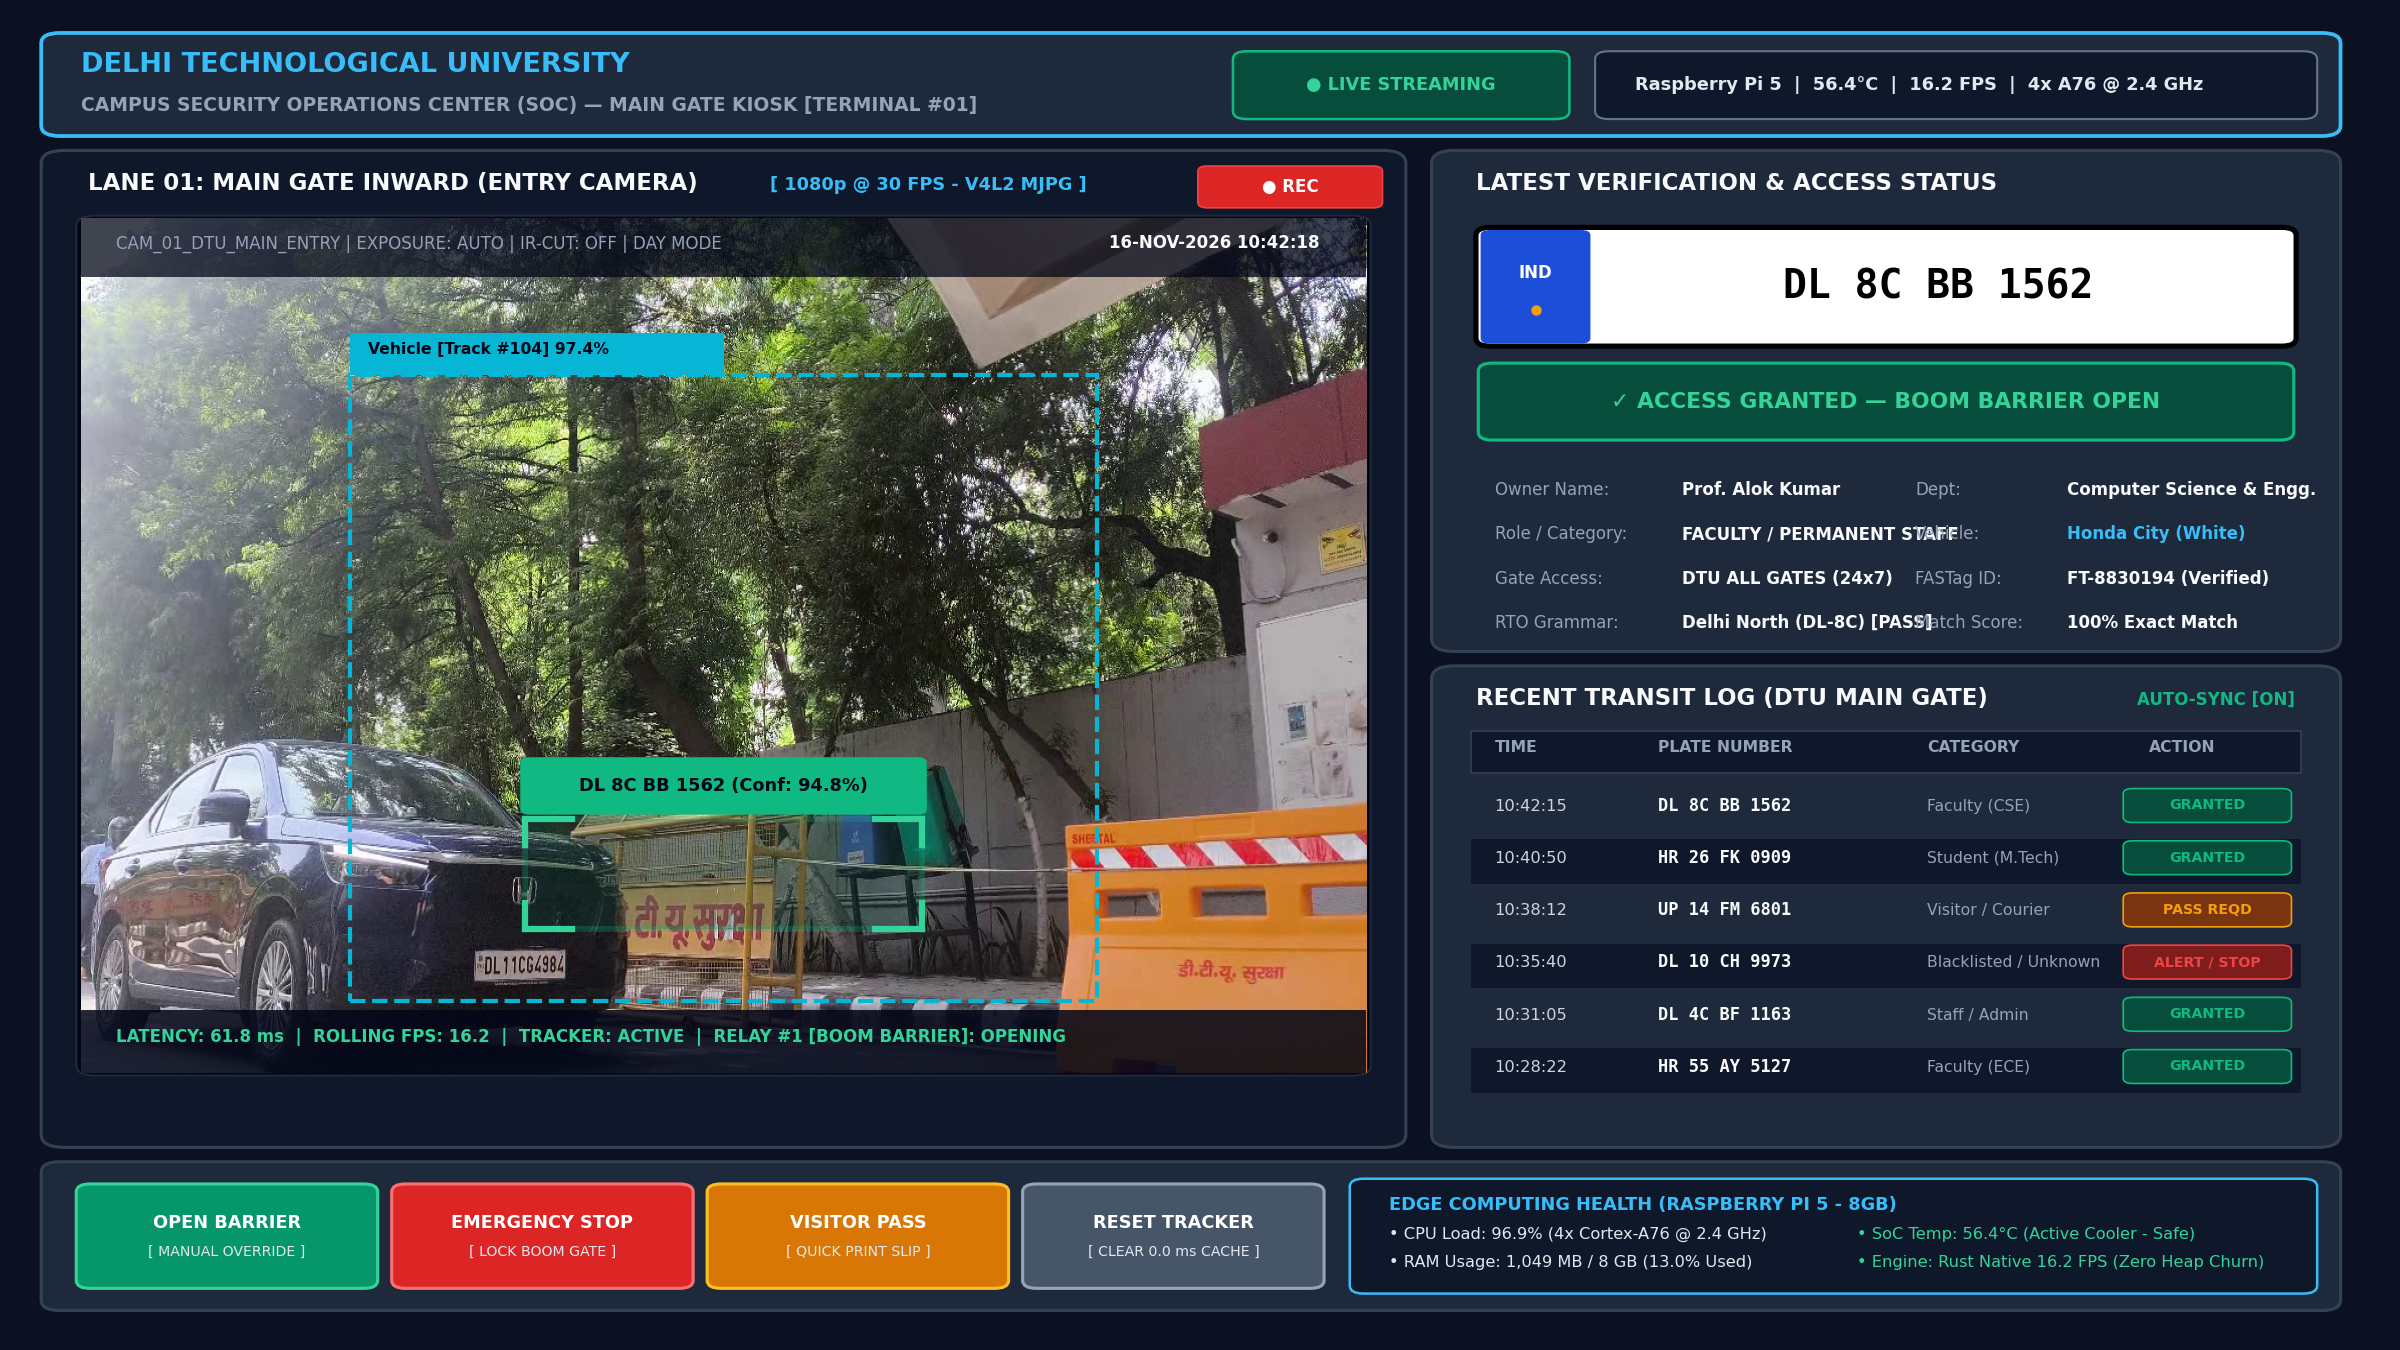 DELHI TECHNOLOGICAL UNIVERSITY
CAMPUS SECURITY OPERATIONS CENTER (SOC) — MAIN GATE KIOSK [TERMINAL #01]
● LIVE STREAMING
Raspberry Pi 5 | 56.4°C | 16.2 FPS | 4x A76 @ 2.4 GHz
LANE 01: MAIN GATE INWARD (ENTRY CAMERA)
[ 1080p @ 30 FPS - V4L2 MJPG ]
● REC
CAM_01_DTU_MAIN_ENTRY | EXPOSURE: AUTO | IR-CUT: OFF | DAY MODE
16-NOV-2026 10:42:18
Vehicle [Track #104] 97.4%
DL 8C BB 1562 (Conf: 94.8%)
SHEETAL
टी.यू. सुरक्षा
DL11CG4984
डी.टी.यू. सुरक्षा
LATENCY: 61.8 ms | ROLLING FPS: 16.2 | TRACKER: ACTIVE | RELAY #1 [BOOM BARRIER]: OPENING
LATEST VERIFICATION & ACCESS STATUS
IND
DL 8C BB 1562
✓ ACCESS GRANTED — BOOM BARRIER OPEN
Owner Name: Prof. Alok Kumar Dept: Computer Science & Engg.
Role / Category: FACULTY / PERMANENT STAFF Vehicle: Honda City (White)
Gate Access: DTU ALL GATES (24x7) FASTag ID: FT-8830194 (Verified)
RTO Grammar: Delhi North (DL-8C) [PASS] Match Score: 100% Exact Match
RECENT TRANSIT LOG (DTU MAIN GATE)
AUTO-SYNC [ON]
TIME PLATE NUMBER CATEGORY ACTION
10:42:15 DL 8C BB 1562 Faculty (CSE) GRANTED
10:40:50 HR 26 FK 0909 Student (M.Tech) GRANTED
10:38:12 UP 14 FM 6801 Visitor / Courier PASS REQD
10:35:40 DL 10 CH 9973 Blacklisted / Unknown ALERT / STOP
10:31:05 DL 4C BF 1163 Staff / Admin GRANTED
10:28:22 HR 55 AY 5127 Faculty (ECE) GRANTED
OPEN BARRIER
[ MANUAL OVERRIDE ]
EMERGENCY STOP
[ LOCK BOOM GATE ]
VISITOR PASS
[ QUICK PRINT SLIP ]
RESET TRACKER
[ CLEAR 0.0 ms CACHE ]
EDGE COMPUTING HEALTH (RASPBERRY PI 5 - 8GB)
• CPU Load: 96.9% (4x Cortex-A76 @ 2.4 GHz)
• SoC Temp: 56.4°C (Active Cooler - Safe)
• RAM Usage: 1,049 MB / 8 GB (13.0% Used)
• Engine: Rust Native 16.2 FPS (Zero Heap Churn)